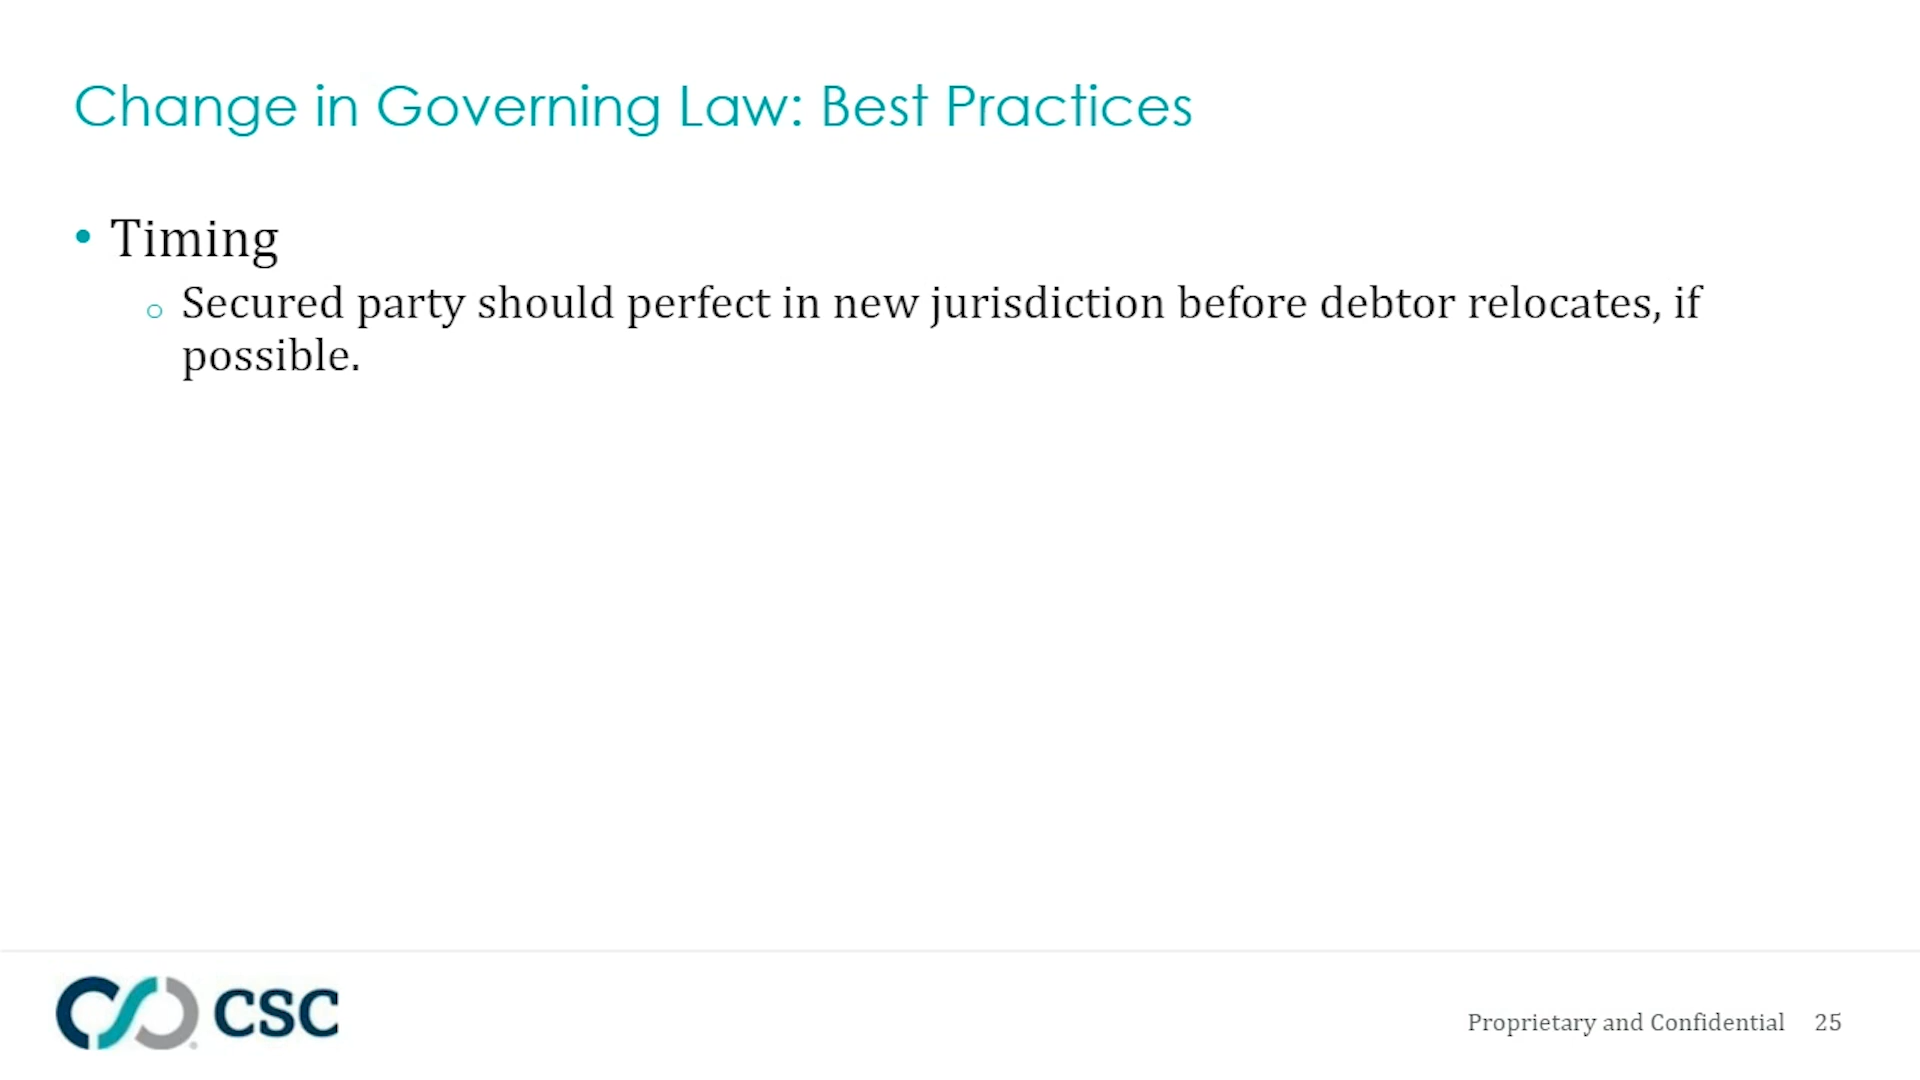 Change in Governing Law: Best Practices
• Timing
o Secured party should perfect in new jurisdiction before debtor relocates, if
possible.
CSC
Proprietary and Confidential 25